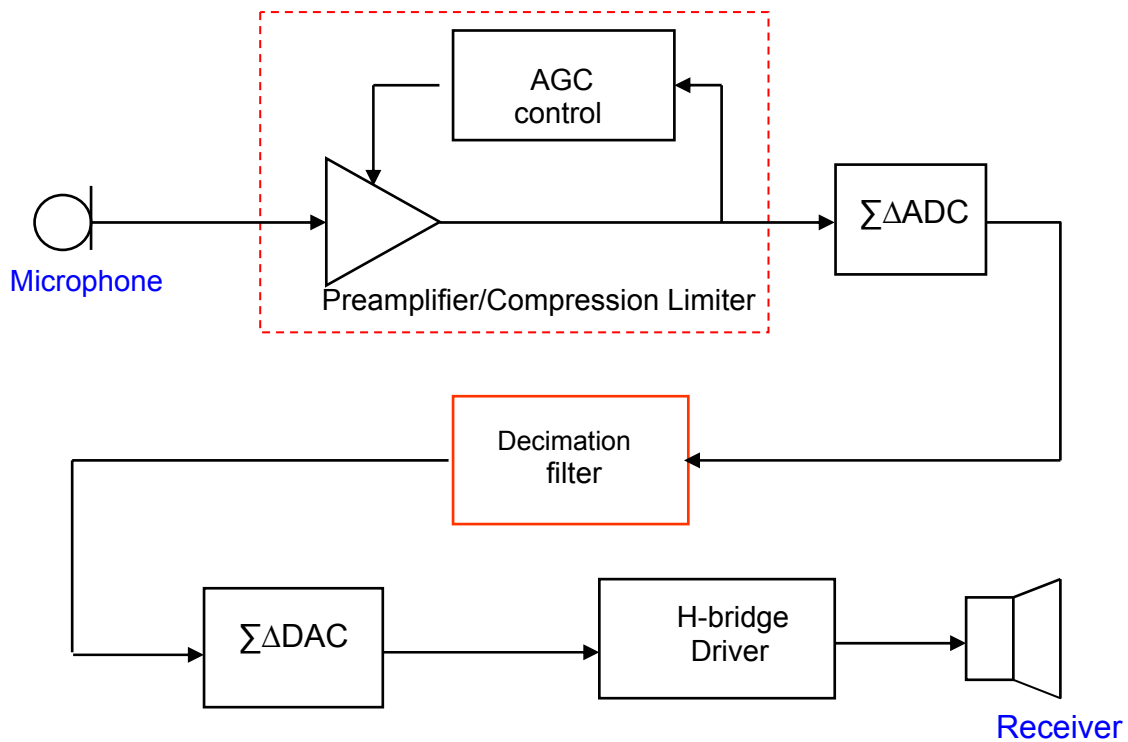 AGC
control
∑∆ADC
Microphone
Preamplifier/Compression Limiter
Decimation
filter
∑∆DAC
H-bridge
Driver
Receiver